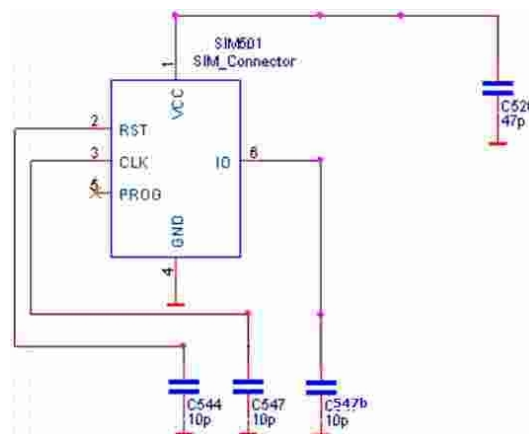 SIM501
SIM_Connector
1
VCC
2
RST
3
CLK
IO
6
5
PROG
GND
4
C52
47p
C544
10p
C547
10p
C547b
10p